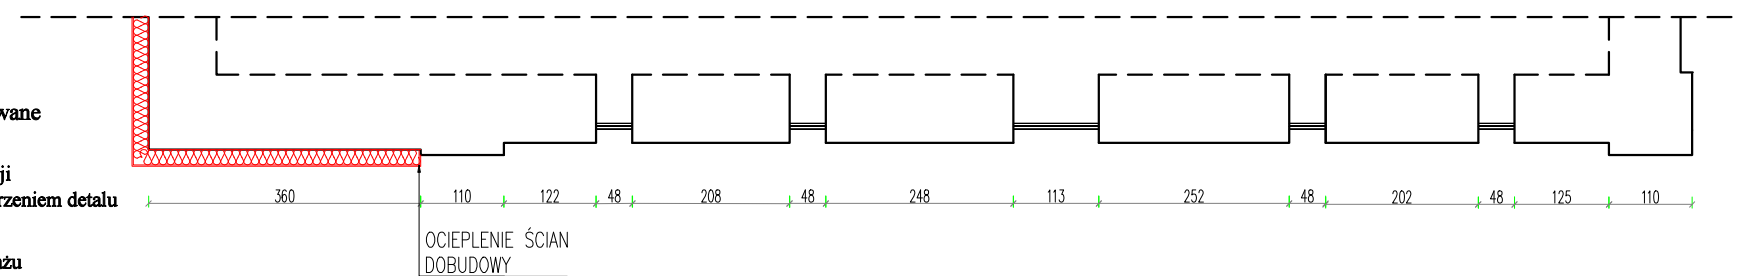 wane
ji
rzeniem detalu
360 110 122 48 208 48 248 113 252 48 202 48 125 110
OCIEPLENIE ŚCIAN
DOBUDOWY
ażu